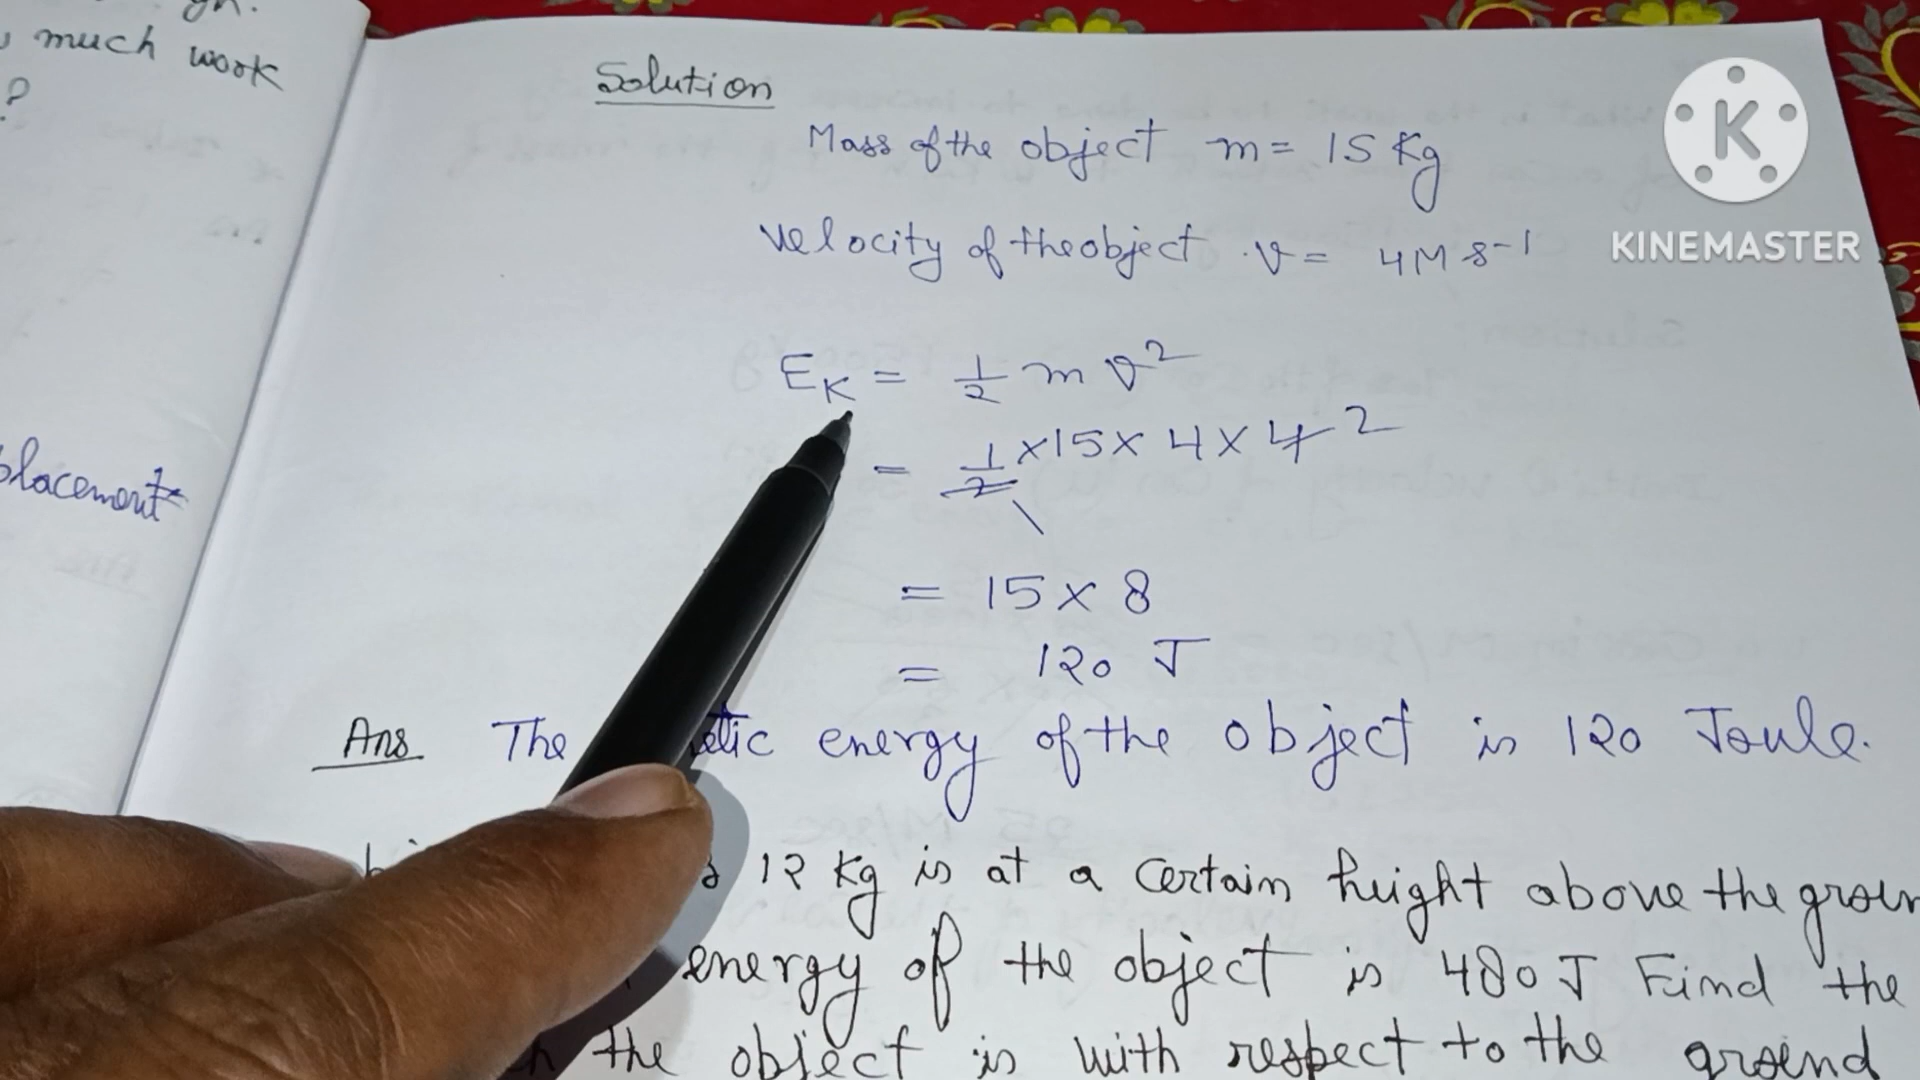 much work
?
placement
Solution
Mass of the object m = 15 Kg
velocity of the object v = 4 M s-1
EK = 1/2 m v2
= 1/2 × 15 × 4 × 4 2
= 15 × 8
= 120 J
Ans The etic energy of the object is 120 Joule.
12 Kg is at a certain height above the groun
energy of the object is 480 J Find the
the object is with respect to the ground
K
KINEMASTER